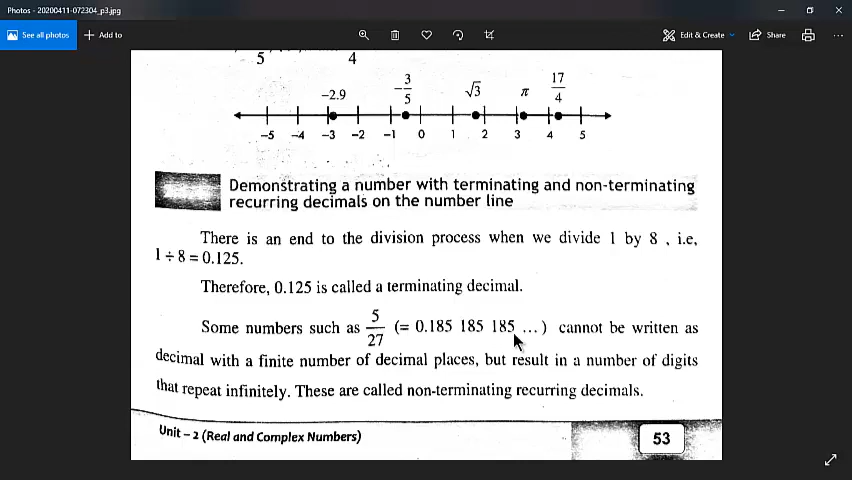 Photos - 20200411-072304_p3.jpg
See all photos
Add to
Edit & Create
Share
5 4
-2.9 -3/5 √3 π 17/4
-5 -4 -3 -2 -1 0 1 2 3 4 5
Demonstrating a number with terminating and non-terminating
recurring decimals on the number line
There is an end to the division process when we divide 1 by 8 , i.e,
1 ÷ 8 = 0.125.
Therefore, 0.125 is called a terminating decimal.
Some numbers such as 5/27 (= 0.185 185 185 ... ) cannot be written as
decimal with a finite number of decimal places, but result in a number of digits
that repeat infinitely. These are called non-terminating recurring decimals.
Unit – 2 (Real and Complex Numbers)
53